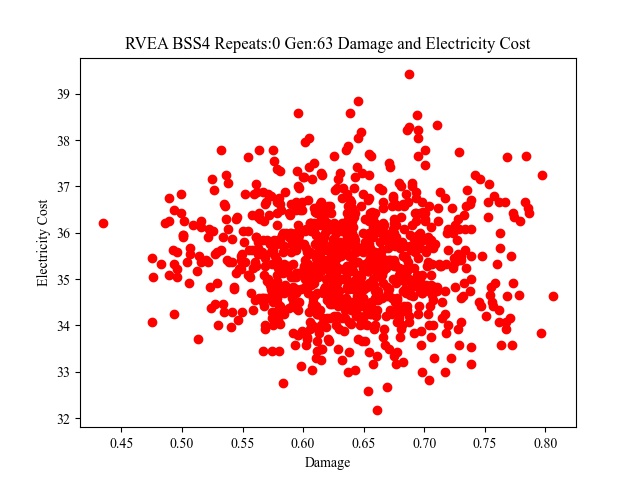 RVEA BSS4 Repeats:0 Gen:63 Damage and Electricity Cost
39
38
37
36
35
34
33
32
Electricity Cost
0.45 0.50 0.55 0.60 0.65 0.70 0.75 0.80
Damage